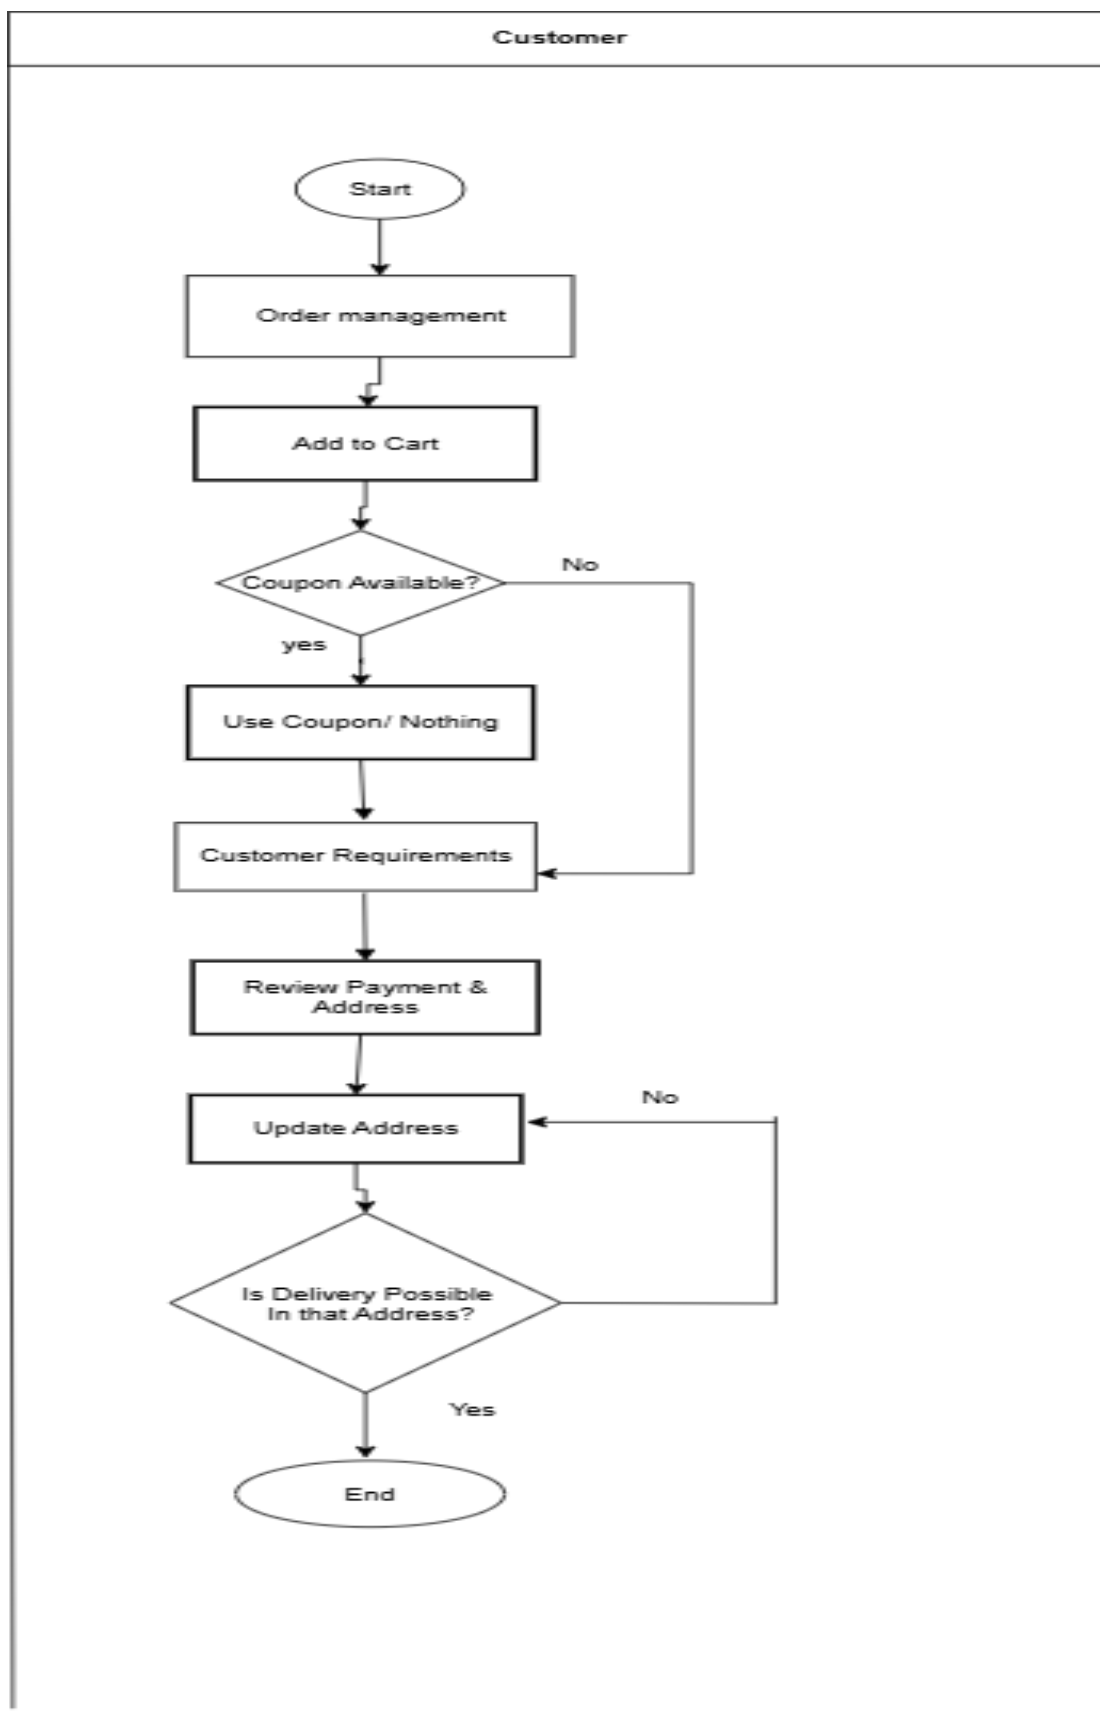 Customer
Start
Order management
Add to Cart
Coupon Available?
No
yes
Use Coupon/ Nothing
Customer Requirements
Review Payment &
Address
No
Update Address
Is Delivery Possible
In that Address?
Yes
End